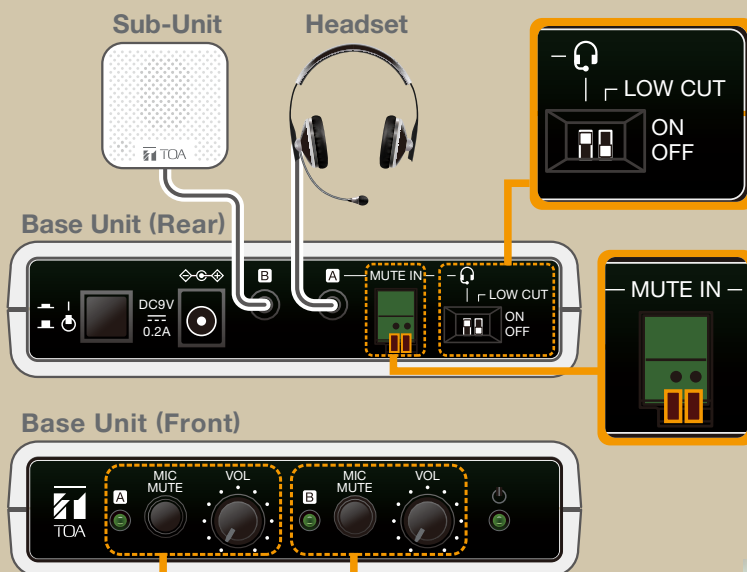 Sub-Unit
Headset
TOA
LOW CUT
ON
OFF
Base Unit (Rear)
DC9V
0.2A
B
A
MUTE IN
LOW CUT
ON
OFF
MUTE IN
Base Unit (Front)
TOA
A
MIC
MUTE
VOL
B
MIC
MUTE
VOL